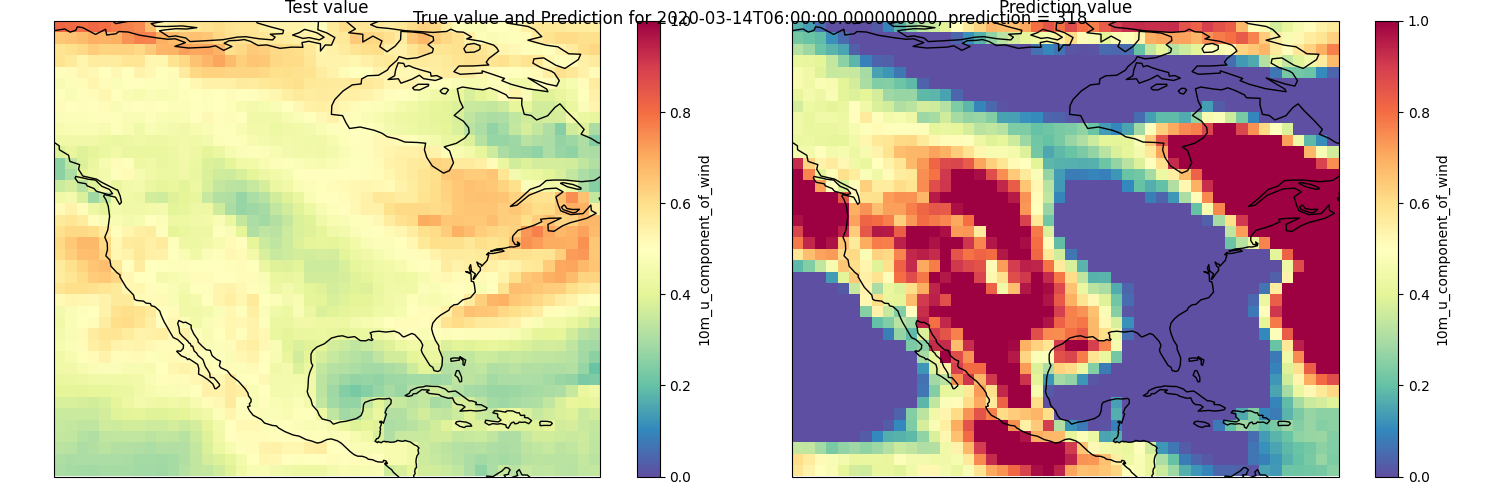 Test value
Prediction value
True value and Prediction for 2020-03-14T06:00:00.000000000, prediction = 318
1.0
0.8
0.6
0.4
0.2
0.0
10m_u_component_of_wind
1.0
0.8
0.6
0.4
0.2
0.0
10m_u_component_of_wind